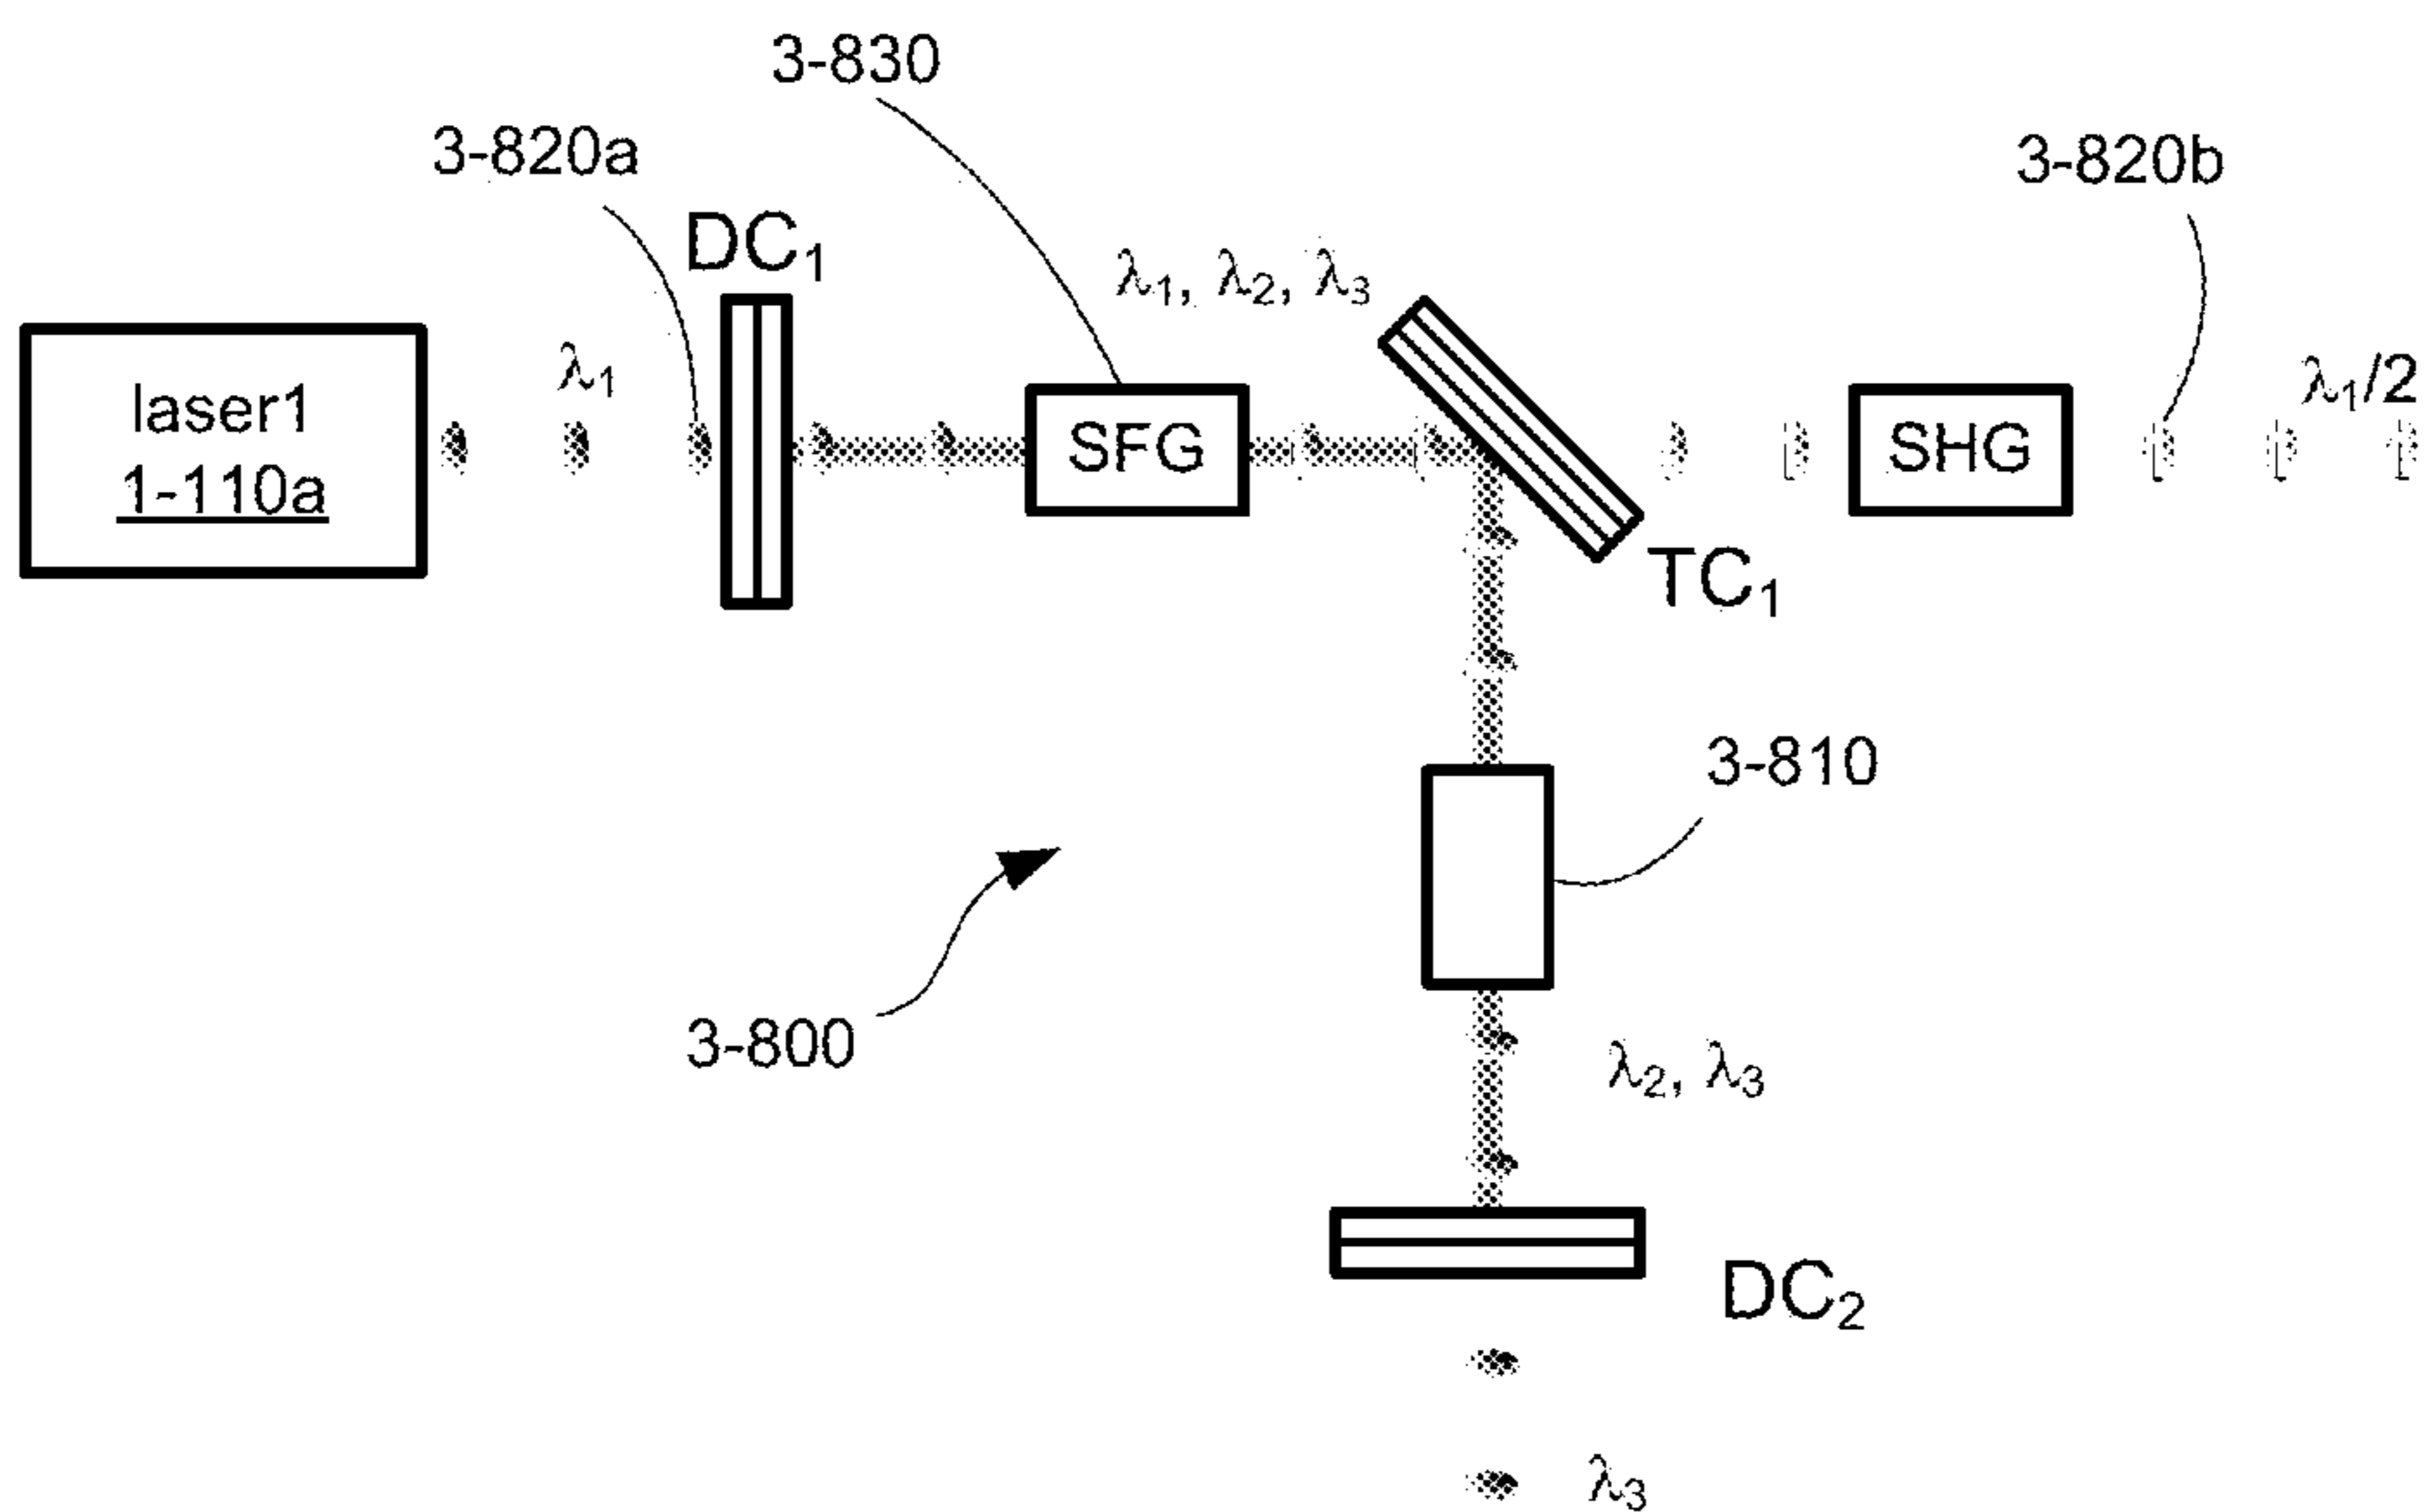 3-830
3-820a
3-820b
DC₁
λ₁, λ₂, λ₃
λ₁
λ₁/2
laser1
1-110a
SFG
SHG
TC₁
3-810
3-800
λ₂, λ₃
DC₂
λ₃